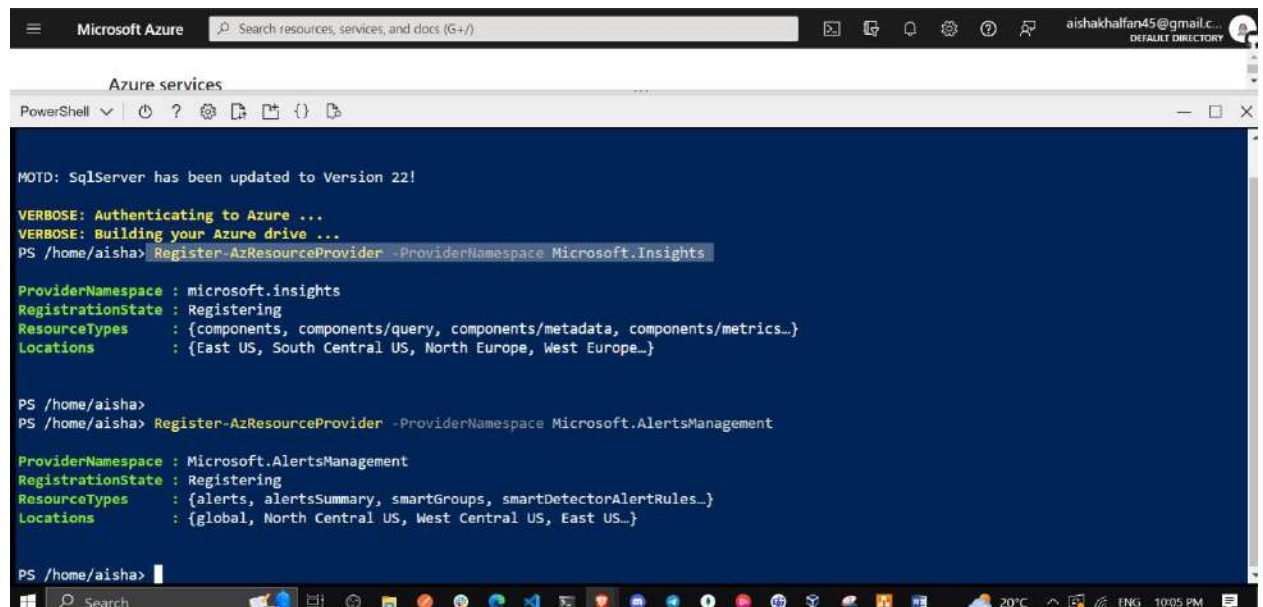 Microsoft Azure
Search resources, services, and docs (G+/)
aishakhalfan45@gmail.c...
DEFAULT DIRECTORY
Azure services
PowerShell
MOTD: SqlServer has been updated to Version 22!
VERBOSE: Authenticating to Azure ...
VERBOSE: Building your Azure drive ...
PS /home/aisha> Register-AzResourceProvider -ProviderNamespace Microsoft.Insights
ProviderNamespace : microsoft.insights
RegistrationState : Registering
ResourceTypes     : {components, components/query, components/metadata, components/metrics…}
Locations         : {East US, South Central US, North Europe, West Europe…}
PS /home/aisha>
PS /home/aisha> Register-AzResourceProvider -ProviderNamespace Microsoft.AlertsManagement
ProviderNamespace : Microsoft.AlertsManagement
RegistrationState : Registering
ResourceTypes     : {alerts, alertsSummary, smartGroups, smartDetectorAlertRules…}
Locations         : {global, North Central US, West Central US, East US…}
PS /home/aisha>
Search
20°C
ENG
10:05 PM